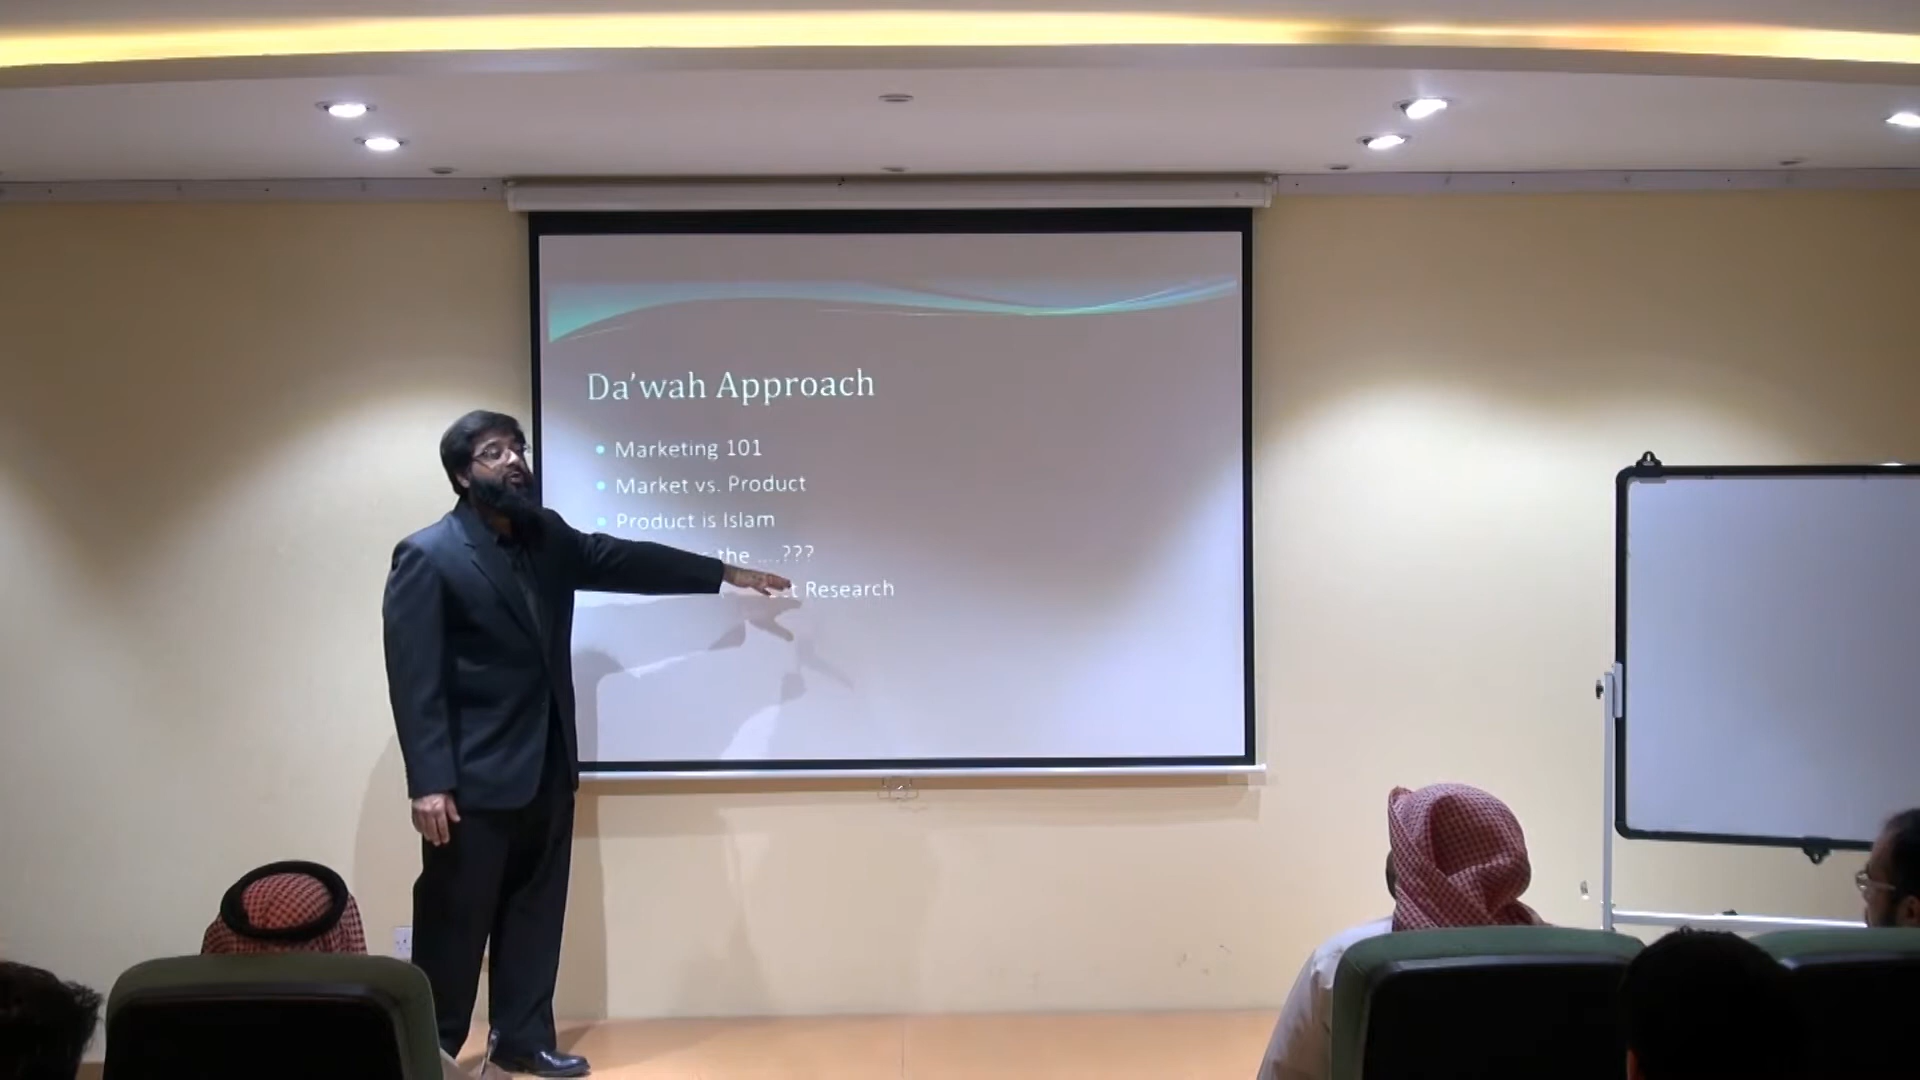 Da'wah Approach
• Marketing 101
• Market vs. Product
• Product is Islam
the ....???
Research